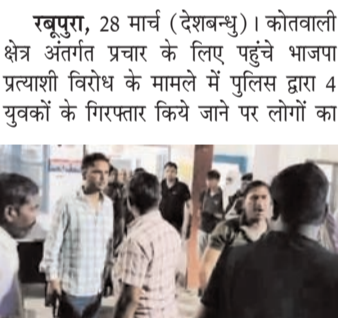 रबूपुरा, 28 मार्च (देशबन्धु)। कोतवाली
क्षेत्र अंतर्गत प्रचार के लिए पहुंचे भाजपा
प्रत्याशी विरोध के मामले में पुलिस द्वारा 4
युवकों के गिरफ्तार किये जाने पर लोगों का